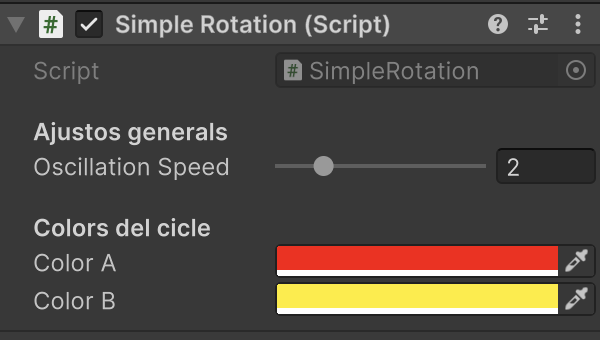 # Simple Rotation (Script)
Script # SimpleRotation
Ajustos generals
Oscillation Speed 2
Colors del cicle
Color A
Color B